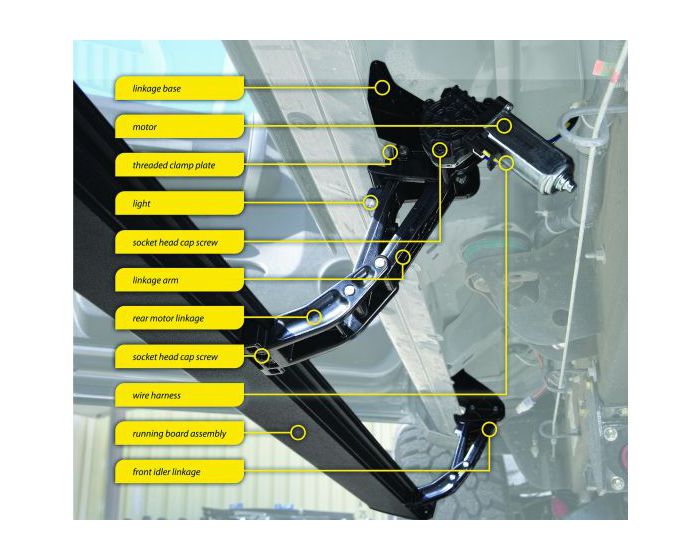 linkage base
motor
threaded clamp plate
light
socket head cap screw
linkage arm
rear motor linkage
socket head cap screw
wire harness
running board assembly
front idler linkage